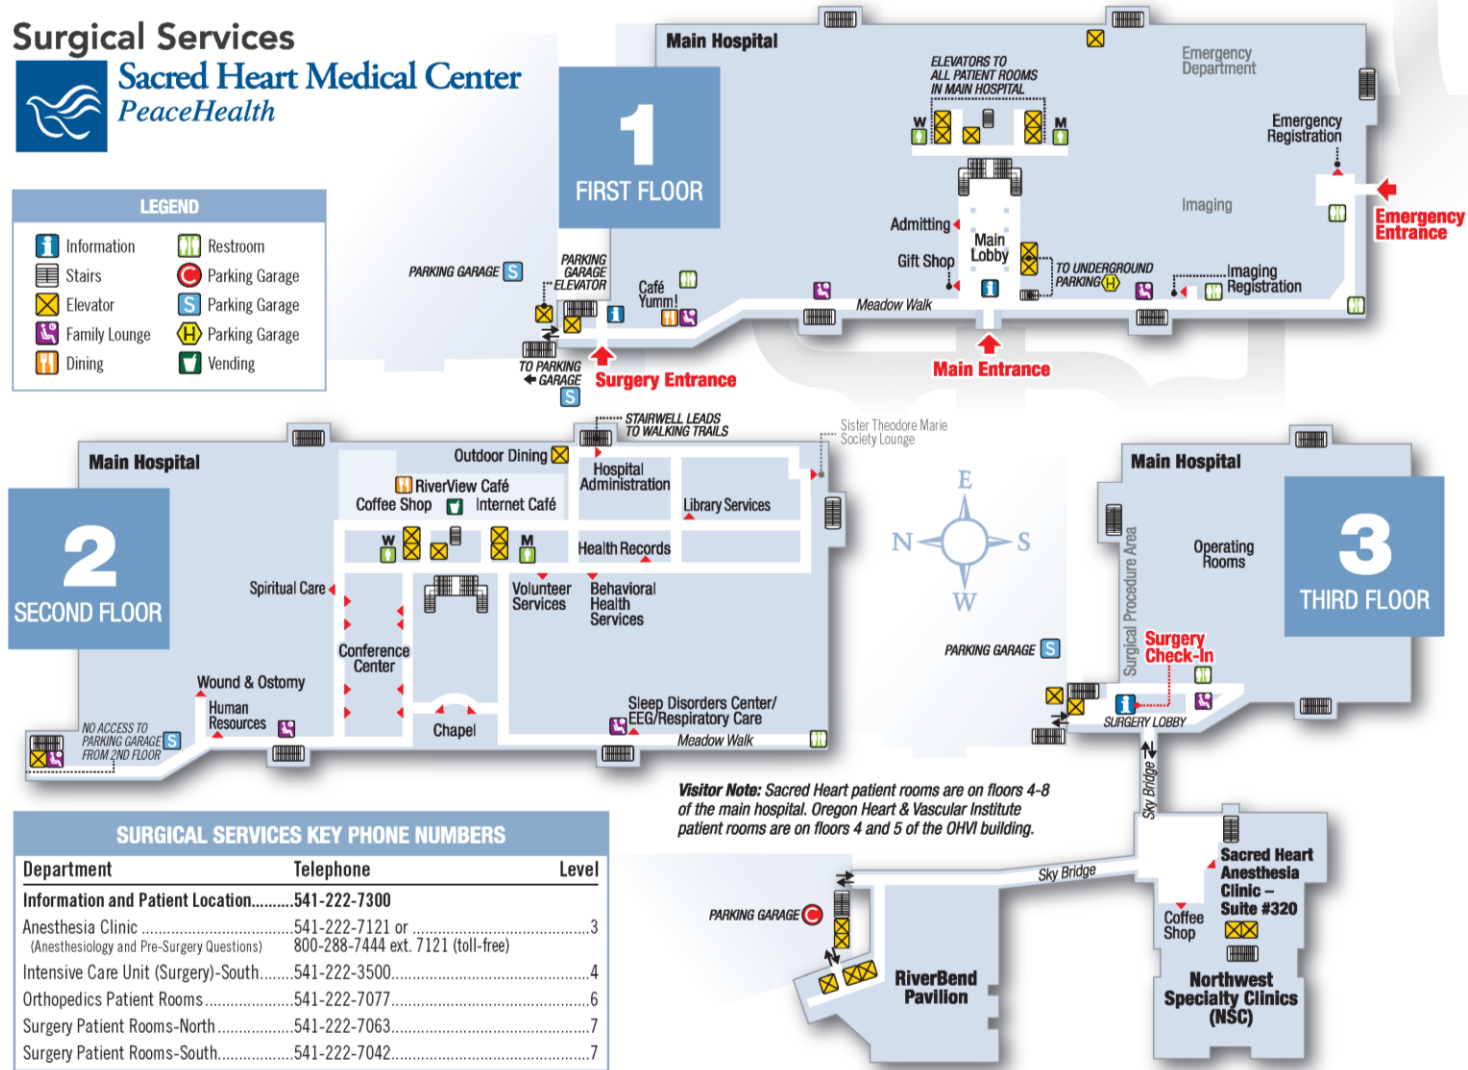 Surgical Services
Sacred Heart Medical Center
PeaceHealth
LEGEND
Information
Restroom
Stairs
C Parking Garage
Elevator
S Parking Garage
Family Lounge
H Parking Garage
Dining
Vending
1
FIRST FLOOR
Main Hospital
ELEVATORS TO
ALL PATIENT ROOMS
IN MAIN HOSPITAL
W
M
Emergency
Department
Emergency
Registration
Emergency
Entrance
Imaging
Admitting
Main
Lobby
Gift Shop
TO UNDERGROUND
PARKING H
Imaging
Registration
PARKING GARAGE S
PARKING
GARAGE
ELEVATOR
Café
Yumm!
Meadow Walk
TO PARKING
GARAGE
S
Surgery Entrance
Main Entrance
2
SECOND FLOOR
Main Hospital
STAIRWELL LEADS
TO WALKING TRAILS
Sister Theodore Marie
Society Lounge
Outdoor Dining
Hospital
Administration
RiverView Café
Coffee Shop
Internet Café
Library Services
W
M
Health Records
Spiritual Care
Volunteer
Services
Behavioral
Health
Services
Conference
Center
Wound & Ostomy
Human
Resources
Sleep Disorders Center/
EEG/Respiratory Care
Chapel
Meadow Walk
NO ACCESS TO
PARKING GARAGE S
FROM 2ND FLOOR
E
N
S
W
3
THIRD FLOOR
Main Hospital
Operating
Rooms
Surgical Procedure Area
Surgery
Check-In
PARKING GARAGE S
SURGERY LOBBY
Sky Bridge
Visitor Note: Sacred Heart patient rooms are on floors 4-8
of the main hospital. Oregon Heart & Vascular Institute
patient rooms are on floors 4 and 5 of the OHVI building.
Sky Bridge
Sacred Heart
Anesthesia
Clinic –
Suite #320
Coffee
Shop
PARKING GARAGE C
RiverBend
Pavilion
Northwest
Specialty Clinics
(NSC)
SURGICAL SERVICES KEY PHONE NUMBERS
Department Telephone Level
Information and Patient Location..........541-222-7300
Anesthesia Clinic ..........541-222-7121 or ..........3
(Anesthesiology and Pre-Surgery Questions) 800-288-7444 ext. 7121 (toll-free)
Intensive Care Unit (Surgery)-South..........541-222-3500..........4
Orthopedics Patient Rooms..........541-222-7077..........6
Surgery Patient Rooms-North..........541-222-7063..........7
Surgery Patient Rooms-South..........541-222-7042..........7